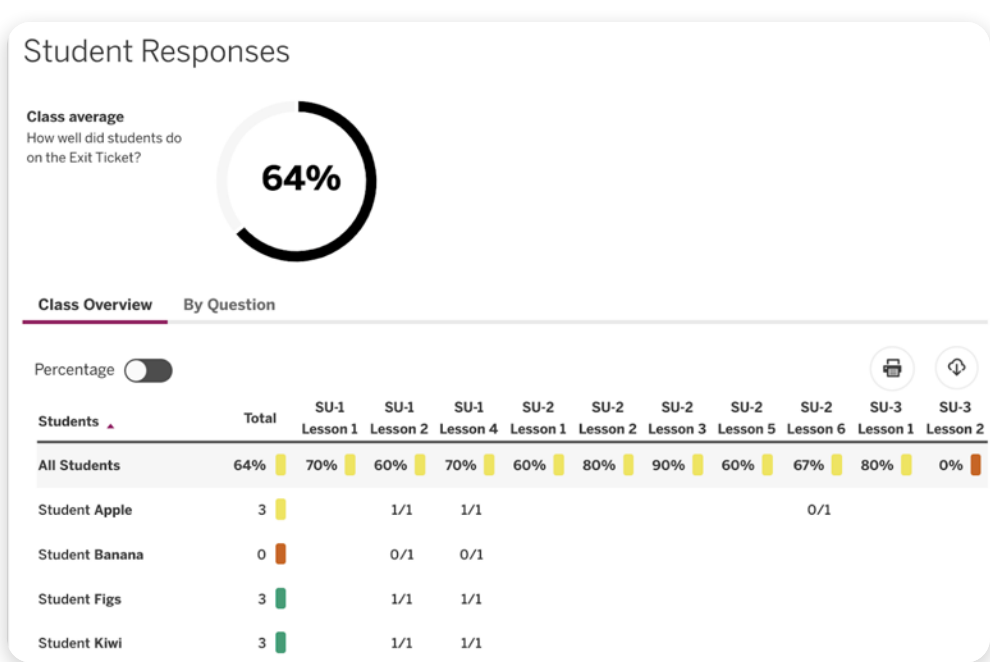 Student Responses
Class average
How well did students do
on the Exit Ticket?
64%
Class Overview By Question
Percentage
Students Total SU-1 Lesson 1 SU-1 Lesson 2 SU-1 Lesson 4 SU-2 Lesson 1 SU-2 Lesson 2 SU-2 Lesson 3 SU-2 Lesson 5 SU-2 Lesson 6 SU-3 Lesson 1 SU-3 Lesson 2
All Students 64% 70% 60% 70% 60% 80% 90% 60% 67% 80% 0%
Student Apple 3 1/1 1/1 0/1
Student Banana 0 0/1 0/1
Student Figs 3 1/1 1/1
Student Kiwi 3 1/1 1/1